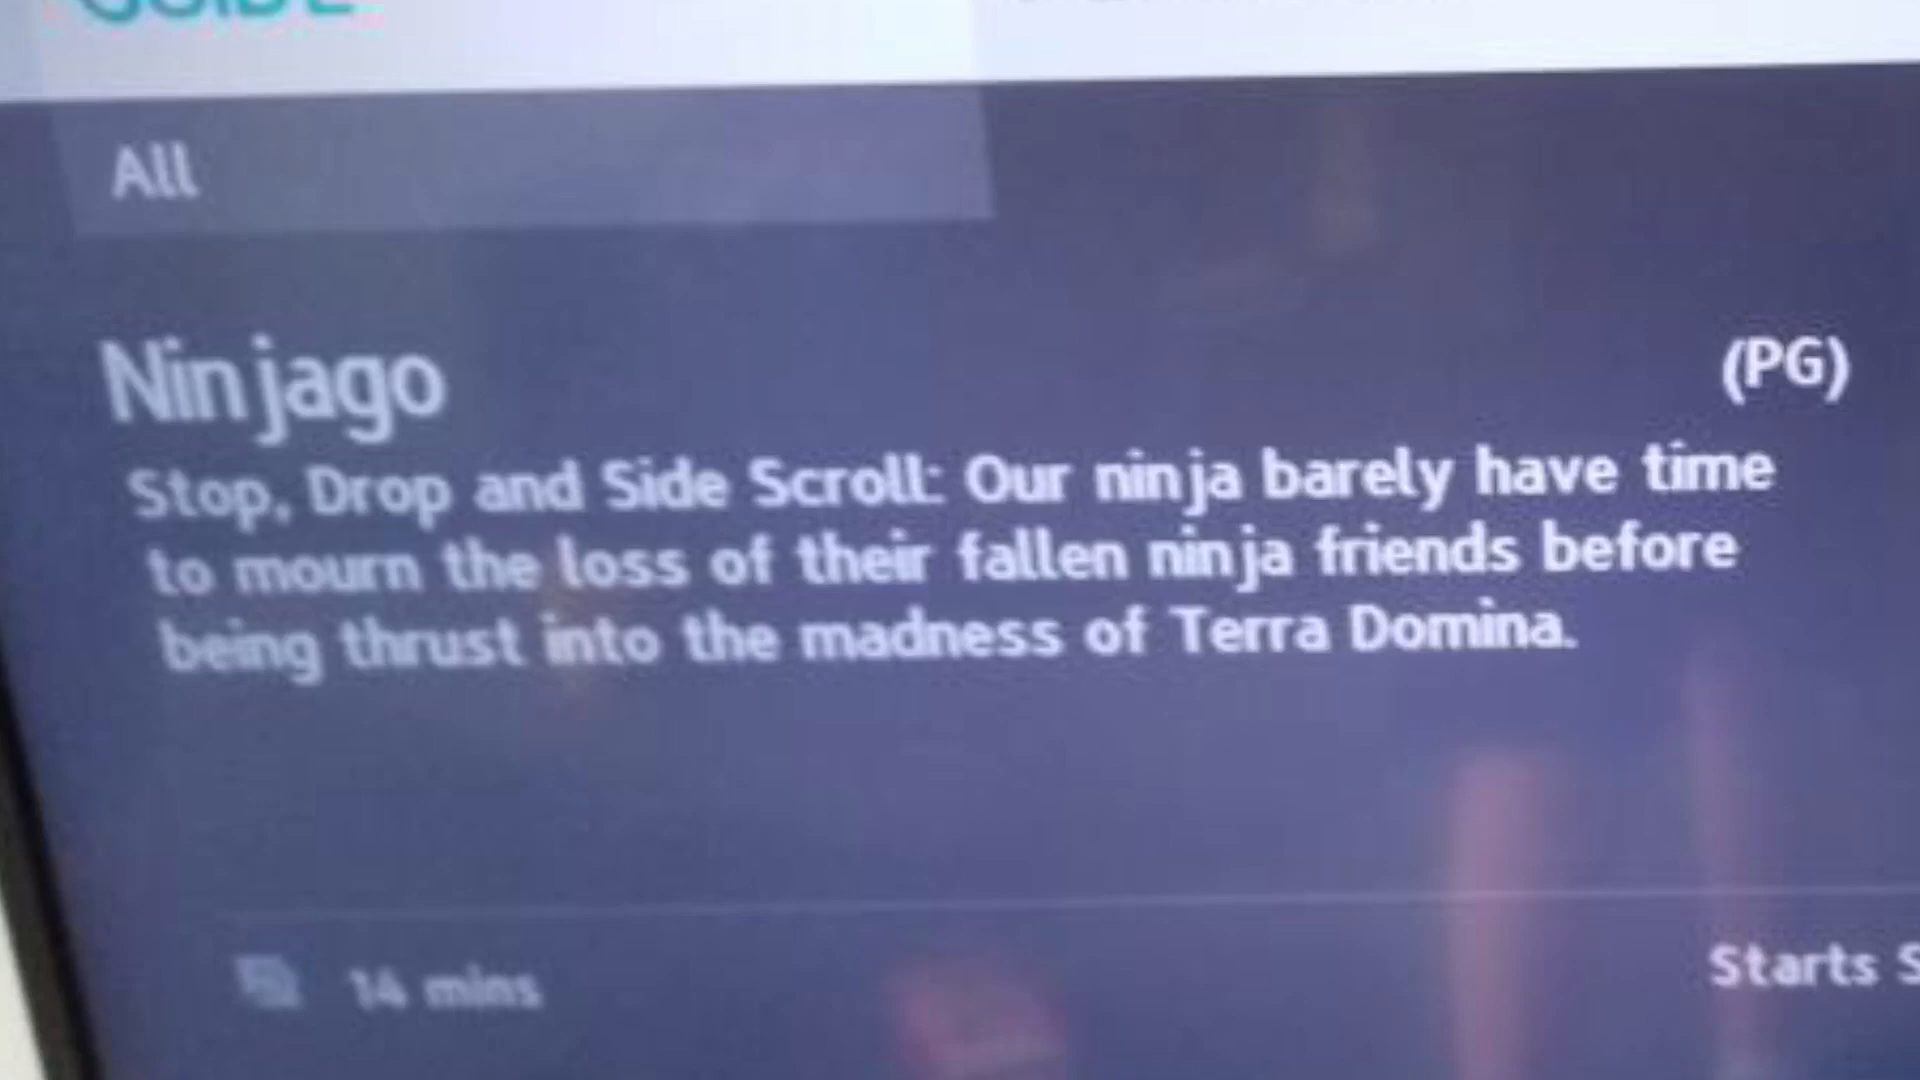 GUIDE
All
Ninjago
(PG)
Stop, Drop and Side Scroll: Our ninja barely have time
to mourn the loss of their fallen ninja friends before
being thrust into the madness of Terra Domina.
14 mins
Starts S